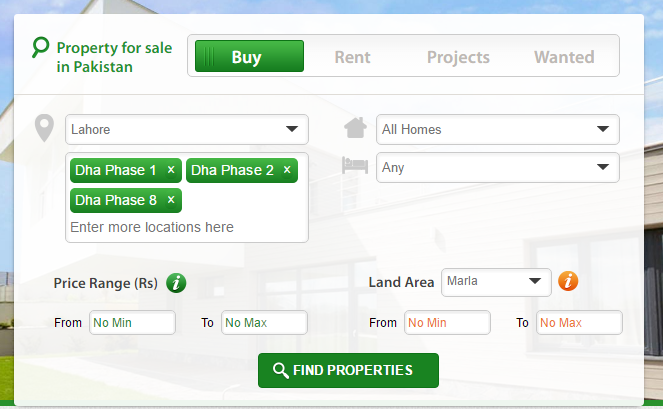 Property for sale
in Pakistan
Buy Rent Projects Wanted
Lahore All Homes
Dha Phase 1 x Dha Phase 2 x
Any
Dha Phase 8 x
Enter more locations here
Price Range (Rs) i Land Area Marla i
From No Min To No Max From No Min To No Max
FIND PROPERTIES